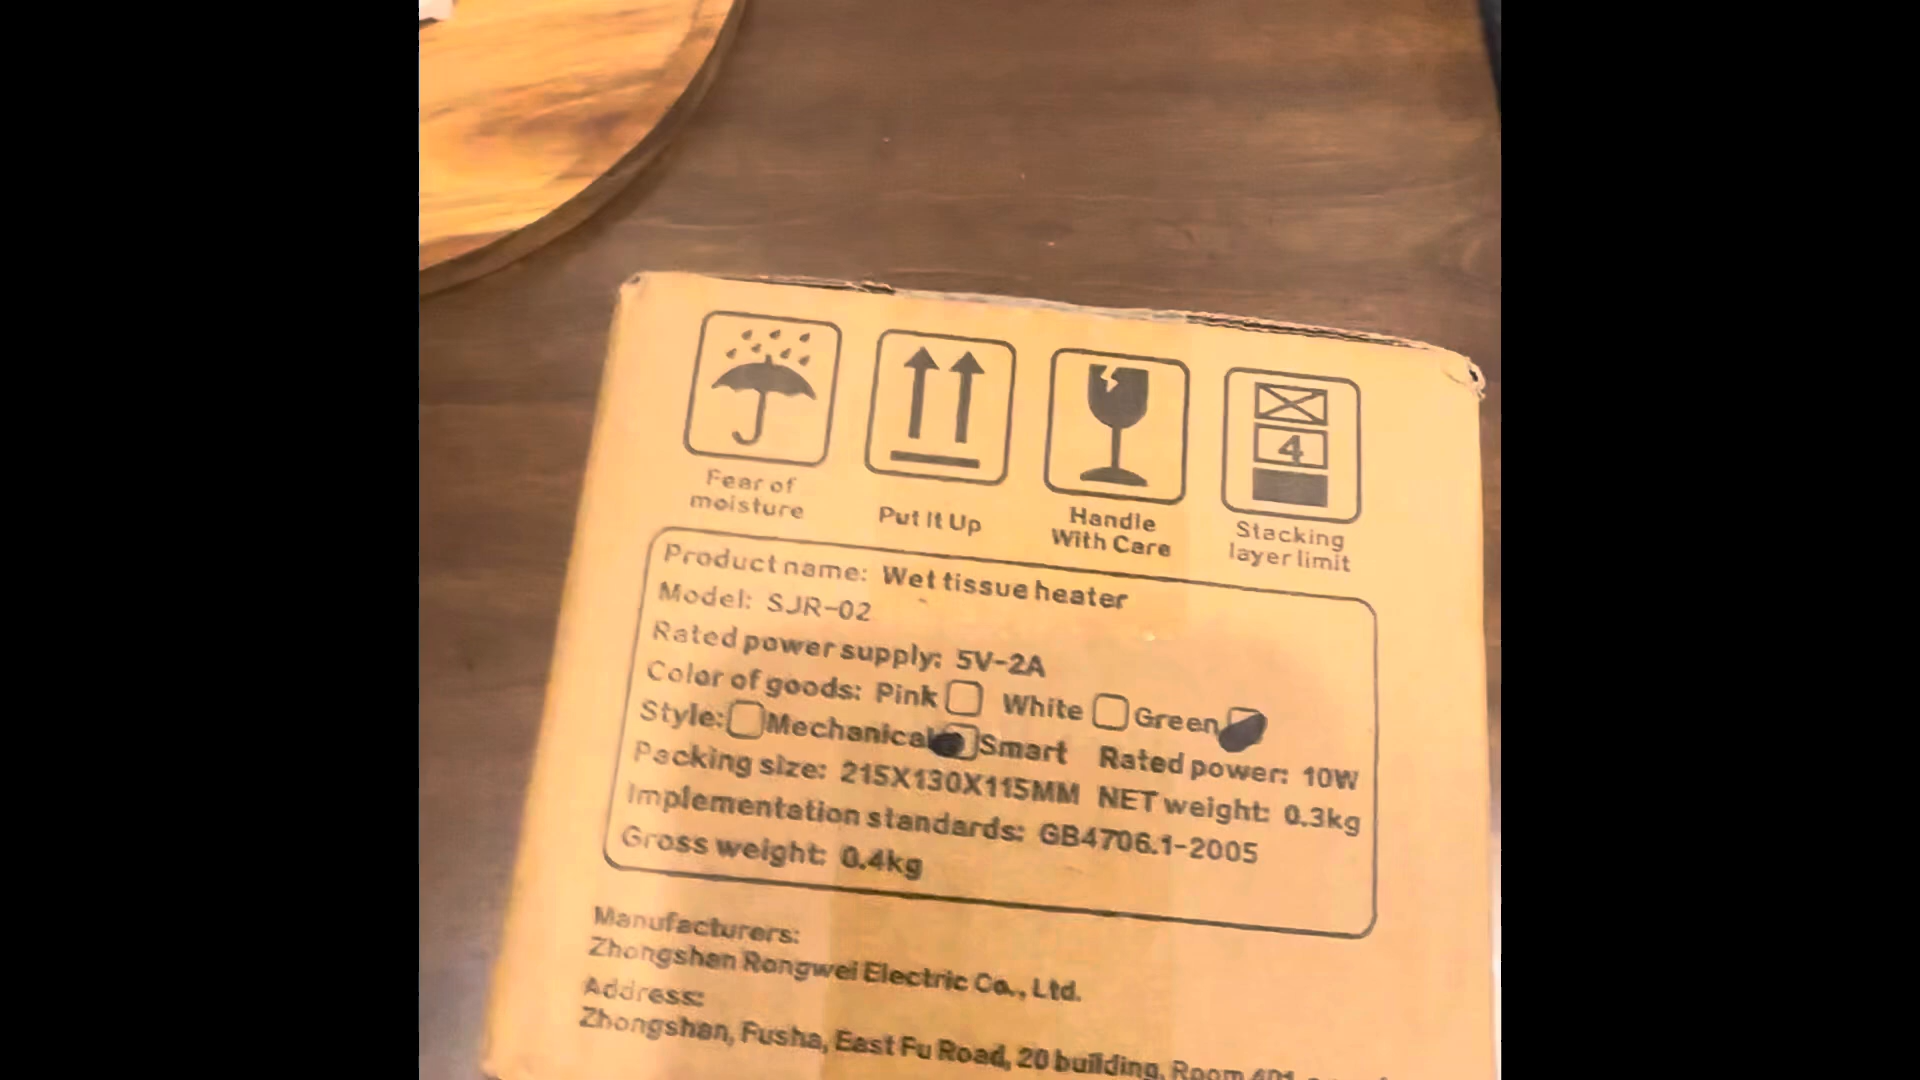 4
Fear of
moisture
Put It Up
Handle
With Care
Stacking
layer limit
Product name: Wet tissue heater
Model: SJR-02
Rated power supply: 5V-2A
Color of goods: Pink White Green
Style: Mechanical Smart Rated power: 10W
Packing size: 215X130X115MM NET weight: 0.3kg
Implementation standards: GB4706.1-2005
Gross weight: 0.4kg
Manufacturers:
Zhongshan Rongwei Electric Co., Ltd.
Address:
Zhongshan, Fusha, East Fu Road, 20 building, Room 401,